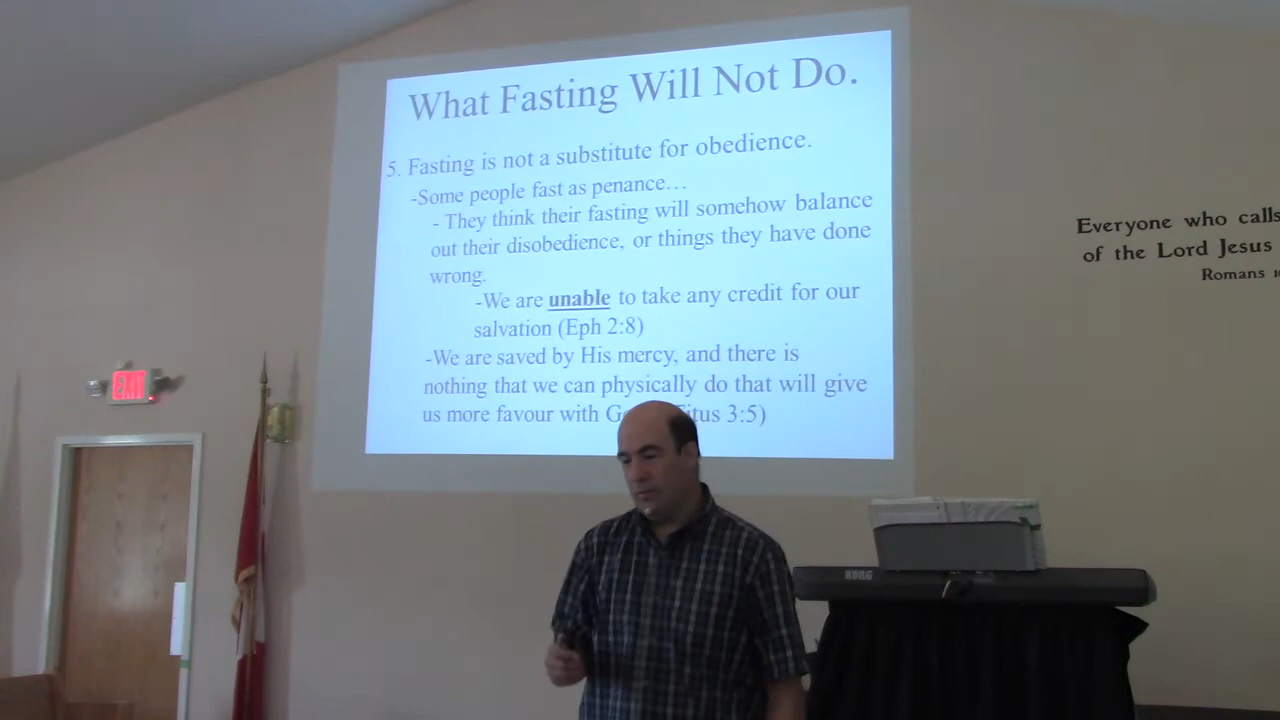 What Fasting Will Not Do.
5. Fasting is not a substitute for obedience.
-Some people fast as penance…
- They think their fasting will somehow balance
out their disobedience, or things they have done
wrong.
-We are unable to take any credit for our
salvation (Eph 2:8)
-We are saved by His mercy, and there is
nothing that we can physically do that will give
us more favour with 3:5)
Everyone who calls
of the Lord Jesus
Romans
EXIT
KORG